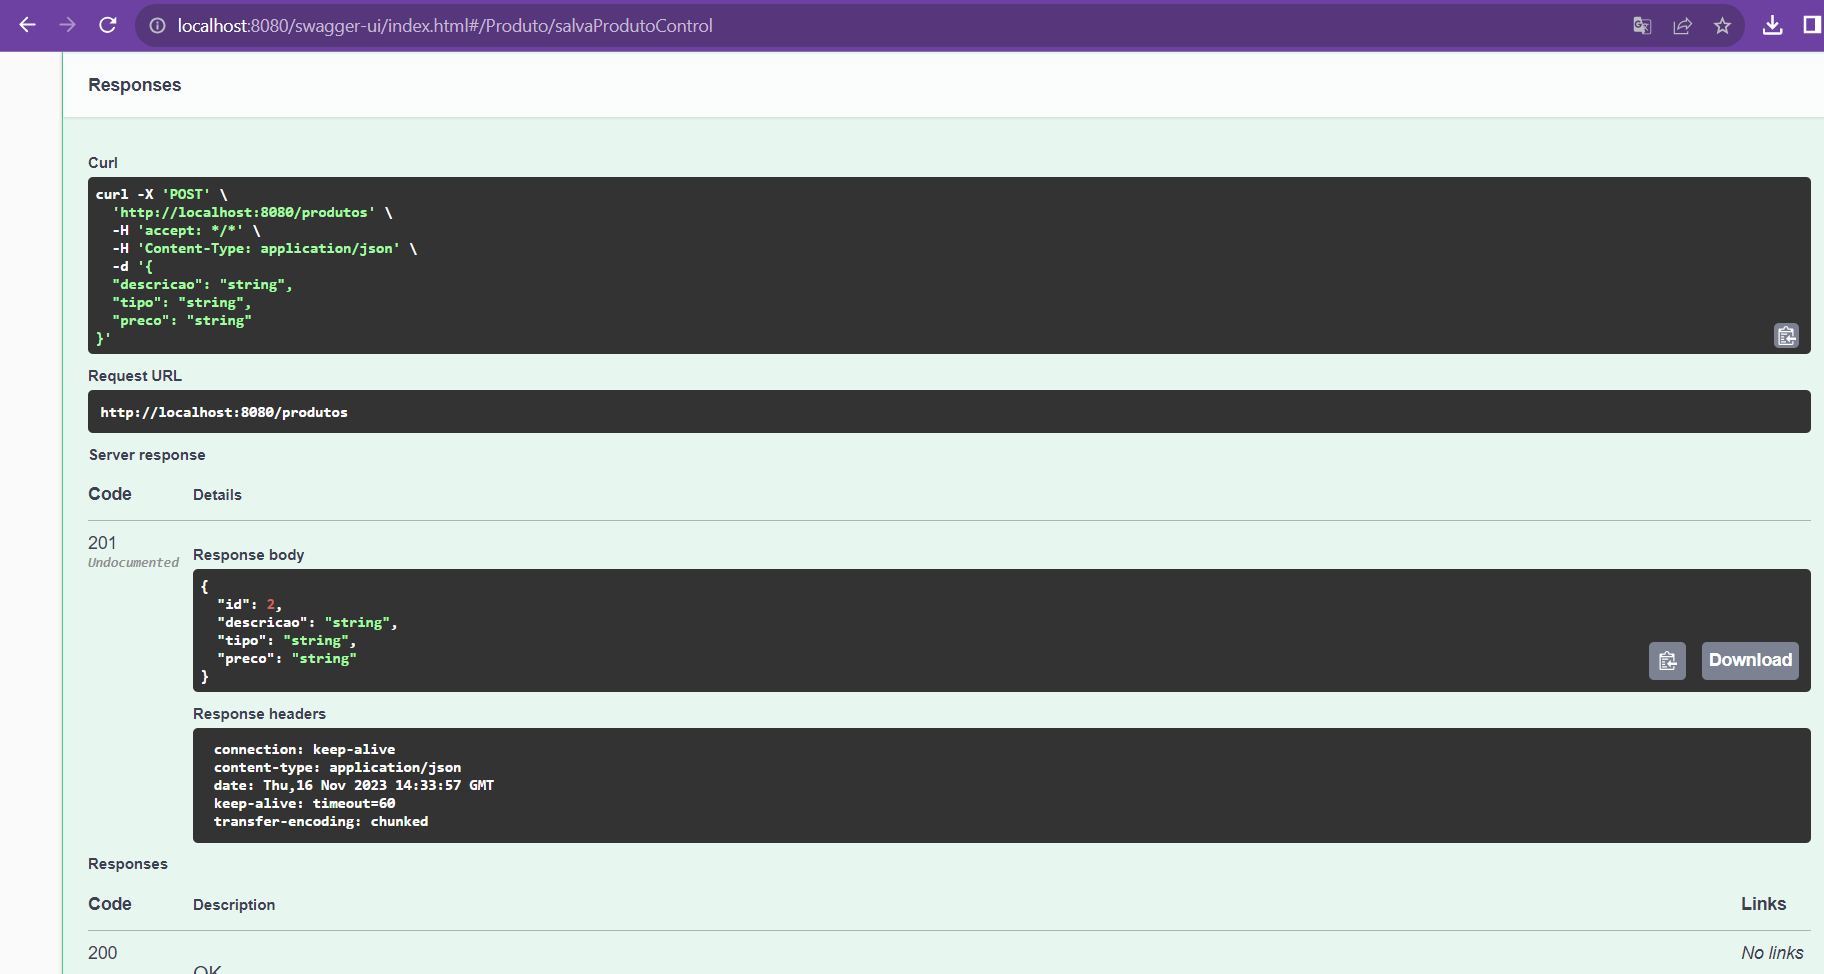 localhost:8080/swagger-ui/index.html#/Produto/salvaProdutoControl
Responses
Curl
curl -X 'POST' \
  'http://localhost:8080/produtos' \
  -H 'accept: */*' \
  -H 'Content-Type: application/json' \
  -d '{
  "descricao": "string",
  "tipo": "string",
  "preco": "string"
}'
Request URL
http://localhost:8080/produtos
Server response
Code Details
201
Undocumented
Response body
{
  "id": 2,
  "descricao": "string",
  "tipo": "string",
  "preco": "string"
}
Download
Response headers
connection: keep-alive
content-type: application/json
date: Thu,16 Nov 2023 14:33:57 GMT
keep-alive: timeout=60
transfer-encoding: chunked
Responses
Code Description Links
200 No links
OK